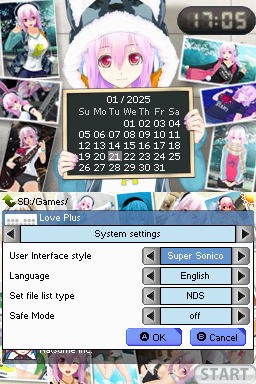 17:05
01 / 2025
Su Mo Tu We Th Fr Sa
01 02 03 04
05 06 07 08 09 10 11
12 13 14 15 16 17 18
19 20 21 22 23 24 25
26 27 28 29 30 31
SD:/Games/
Love Plus
System settings
User Interface style
Super Sonico
Language
English
Set file list type
NDS
Safe Mode
off
A OK
B Cancel
Natsume Inc.
START